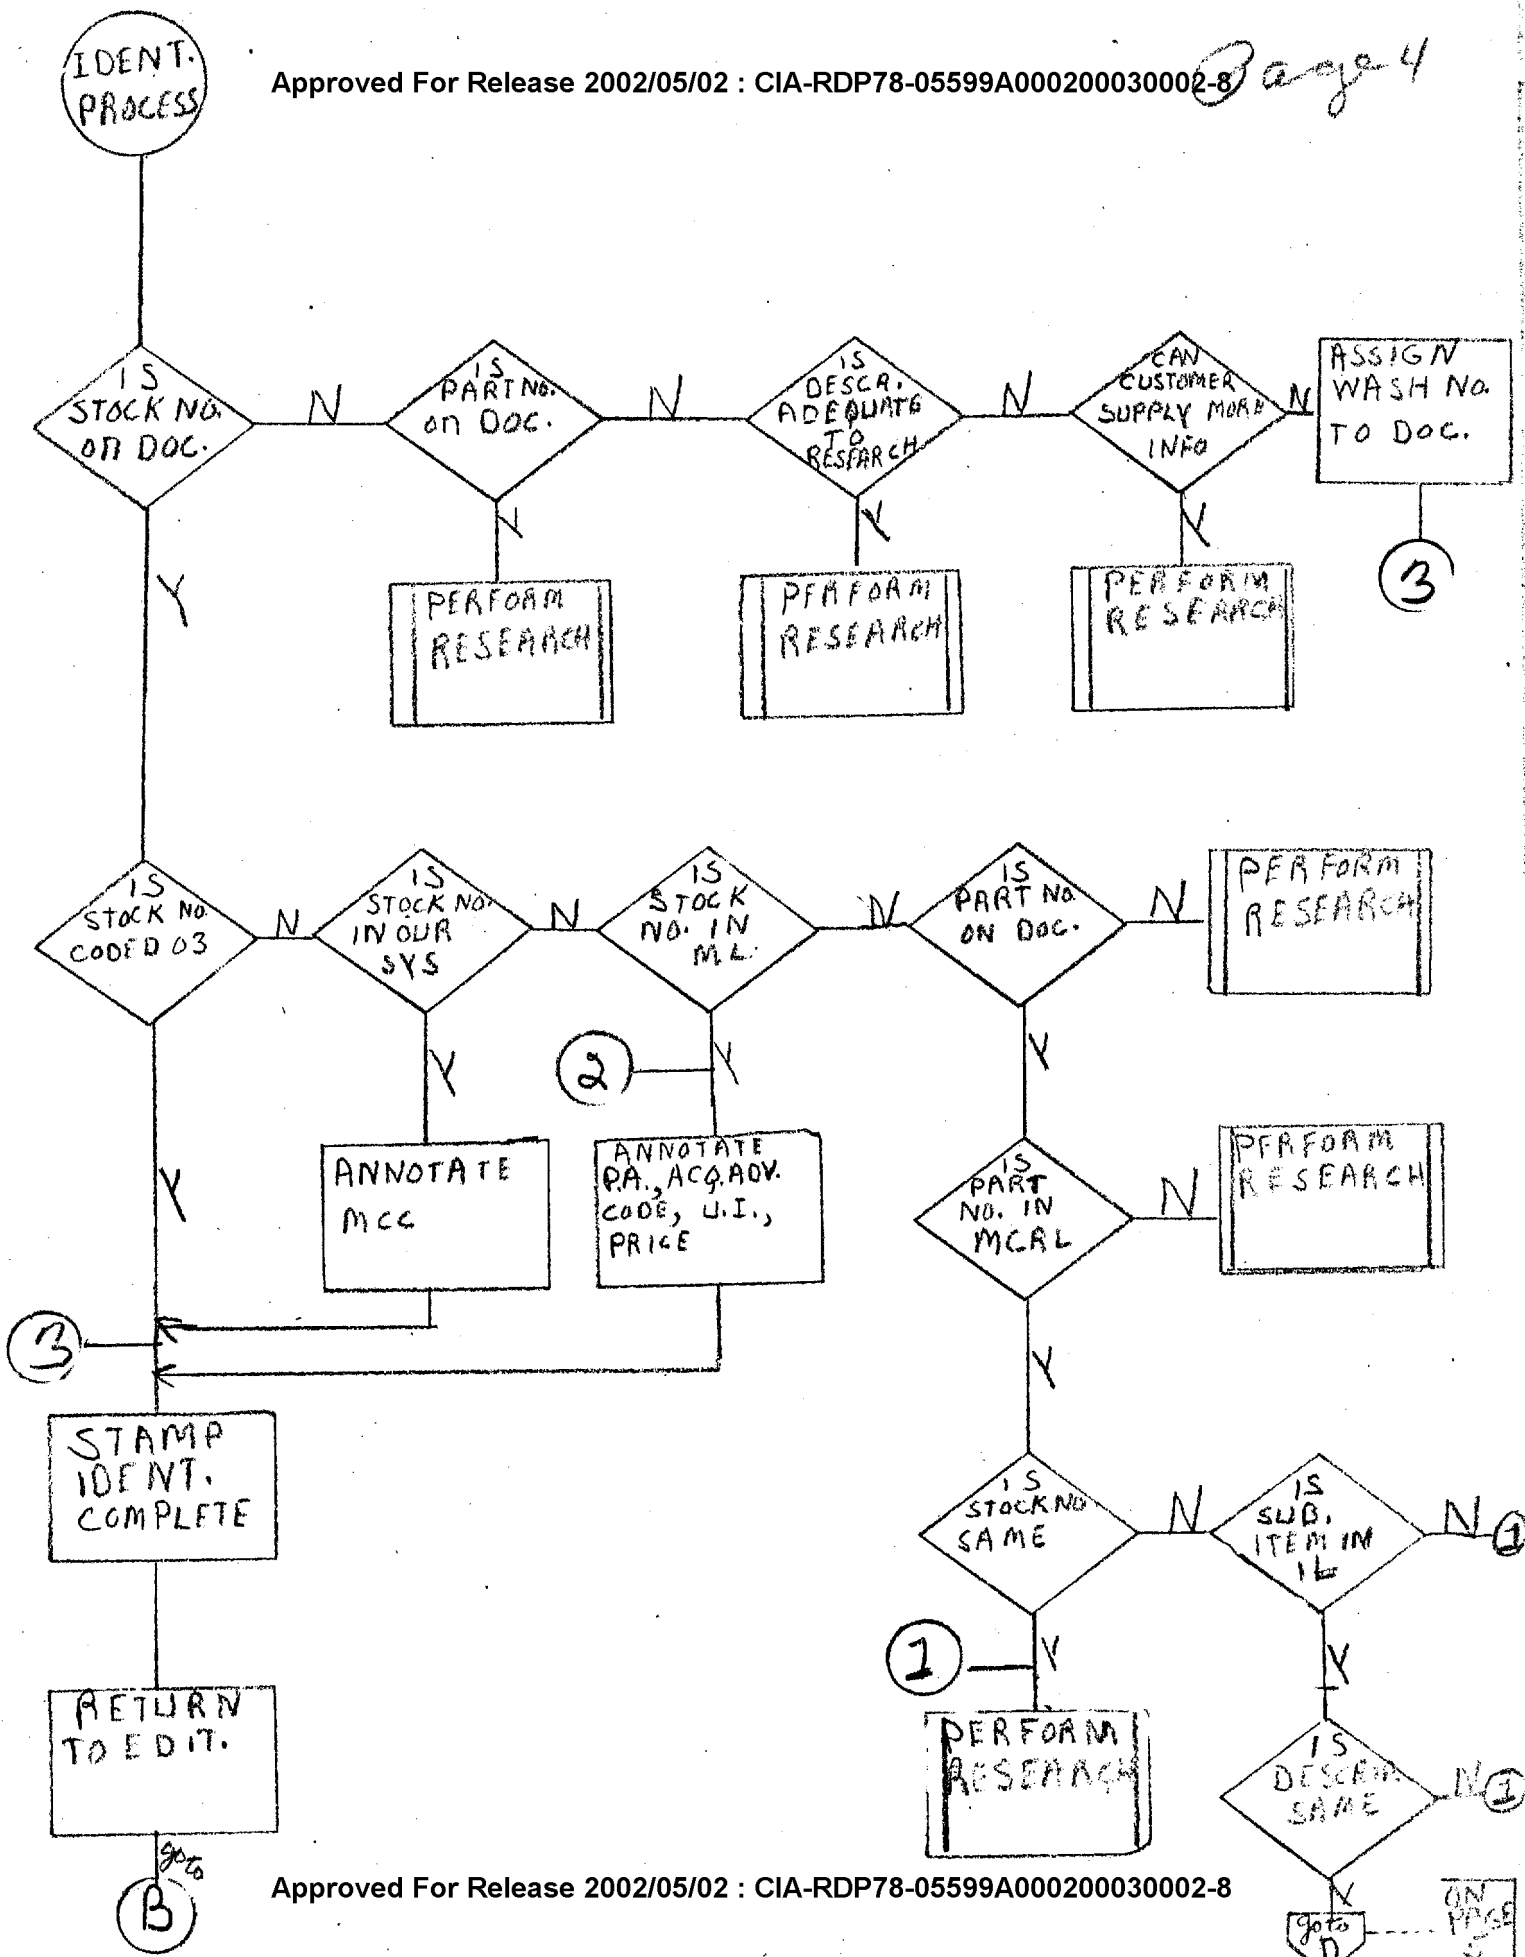 IDENT.
PROCESS
Approved For Release 2002/05/02 : CIA-RDP78-05599A000200030002-8
Page 4
IS
STOCK NO.
ON DOC.
N
IS
PART NO.
ON DOC.
N
IS
DESCR.
ADEQUATE
TO
RESEARCH
N
CAN
CUSTOMER
SUPPLY MORE
INFO
N
ASSIGN
WASH NO.
TO DOC.
3
Y
Y
Y
Y
PERFORM
RESEARCH
PERFORM
RESEARCH
PERFORM
RESEARCH
IS
STOCK NO.
CODED 03
N
IS
STOCK NO.
IN OUR
SYS
N
IS
STOCK
NO. IN
ML.
N
IS
PART NO.
ON DOC.
N
PERFORM
RESEARCH
Y
Y
2
Y
Y
ANNOTATE
MCC
ANNOTATE
P.A., ACQ. ADV.
CODE, U.I.,
PRICE
IS
PART
NO. IN
MCRL
N
PERFORM
RESEARCH
3
Y
STAMP
IDENT.
COMPLETE
IS
STOCK NO
SAME
N
IS
SUB.
ITEM IN
IL
N
1
1
Y
Y
RETURN
TO EDIT.
PERFORM
RESEARCH
IS
DESCRIP.
SAME
N
1
go to
B
Approved For Release 2002/05/02 : CIA-RDP78-05599A000200030002-8
Y
go to
D
ON
PAGE
5